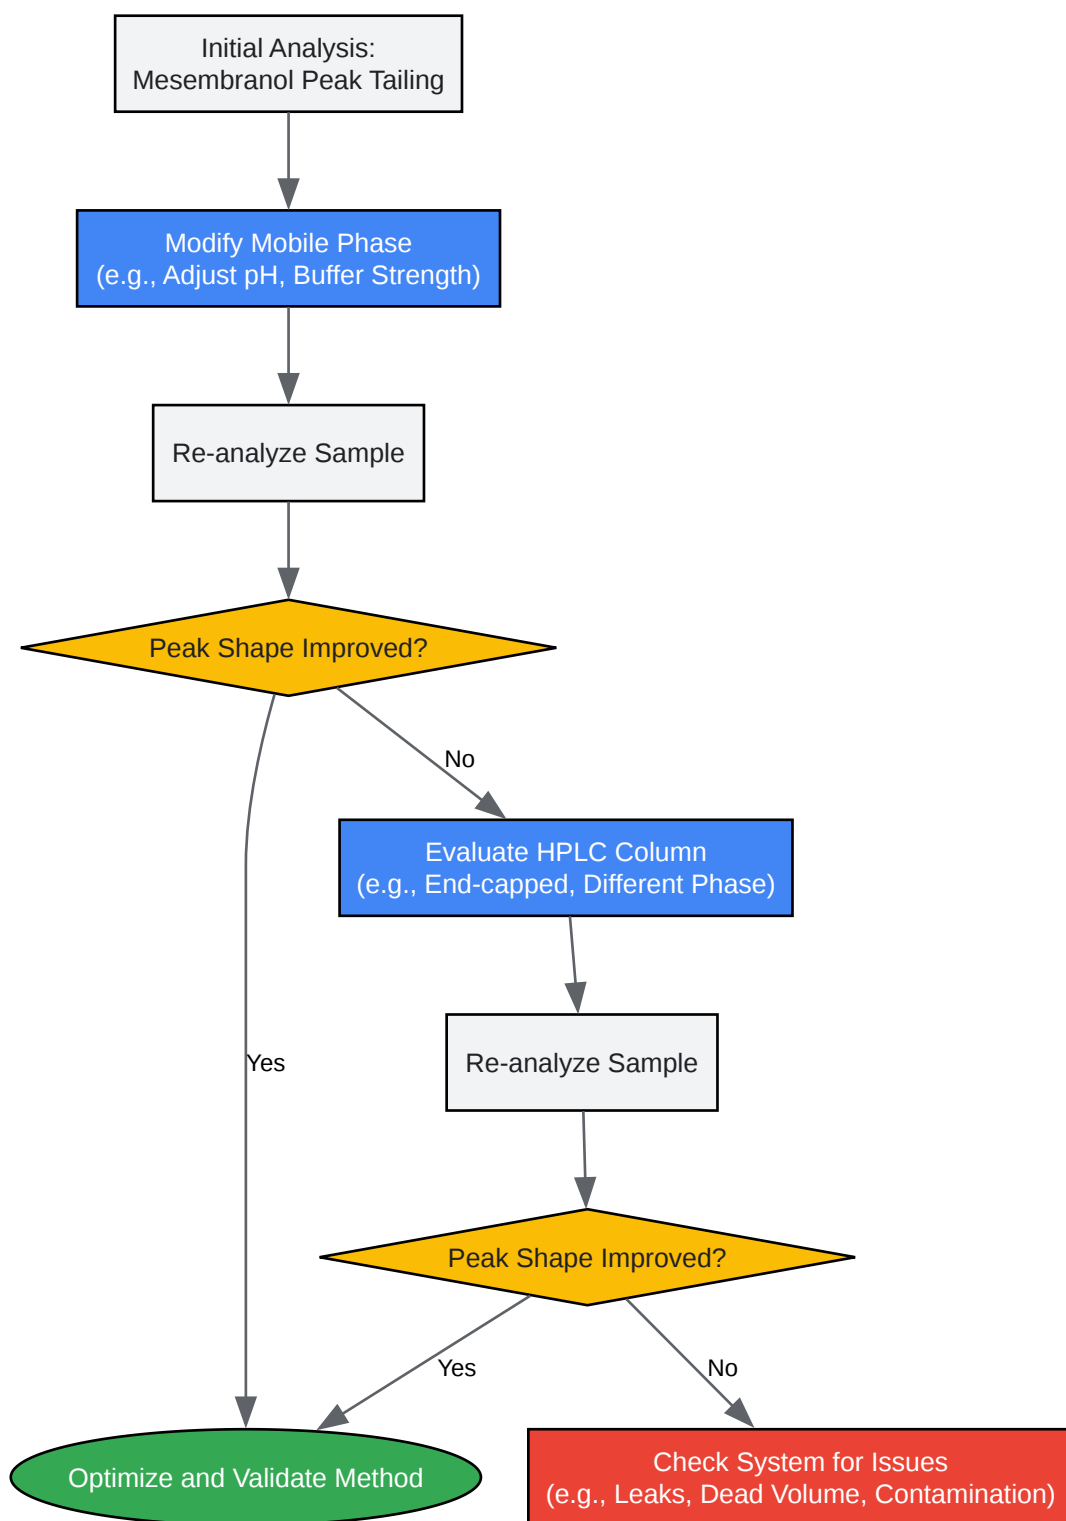 Initial Analysis:
Mesembranol Peak Tailing
Modify Mobile Phase
(e.g., Adjust pH, Buffer Strength)
Re-analyze Sample
Peak Shape Improved?
No
Evaluate HPLC Column
(e.g., End-capped, Different Phase)
Yes
Re-analyze Sample
Peak Shape Improved?
Yes
No
Optimize and Validate Method
Check System for Issues
(e.g., Leaks, Dead Volume, Contamination)